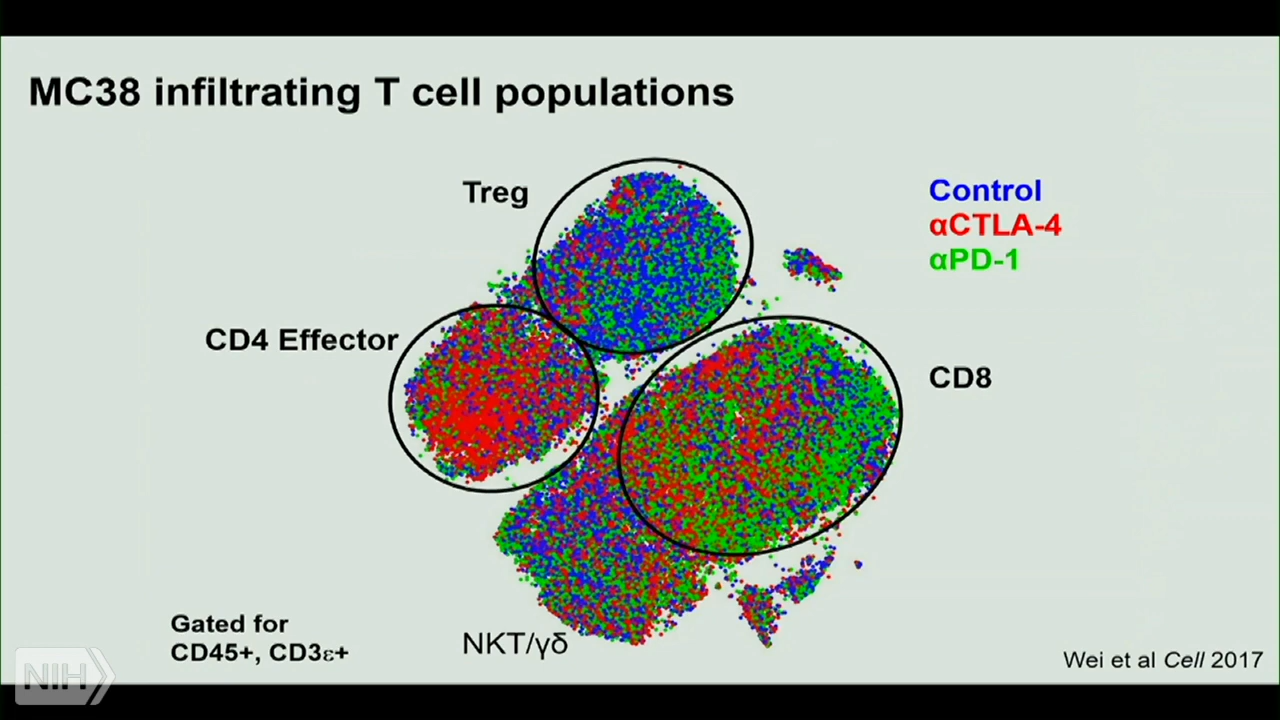 MC38 infiltrating T cell populations
Treg
Control
αCTLA-4
αPD-1
CD4 Effector
CD8
Gated for
CD45+, CD3ε+
NKT/γδ
Wei et al Cell 2017
NIH